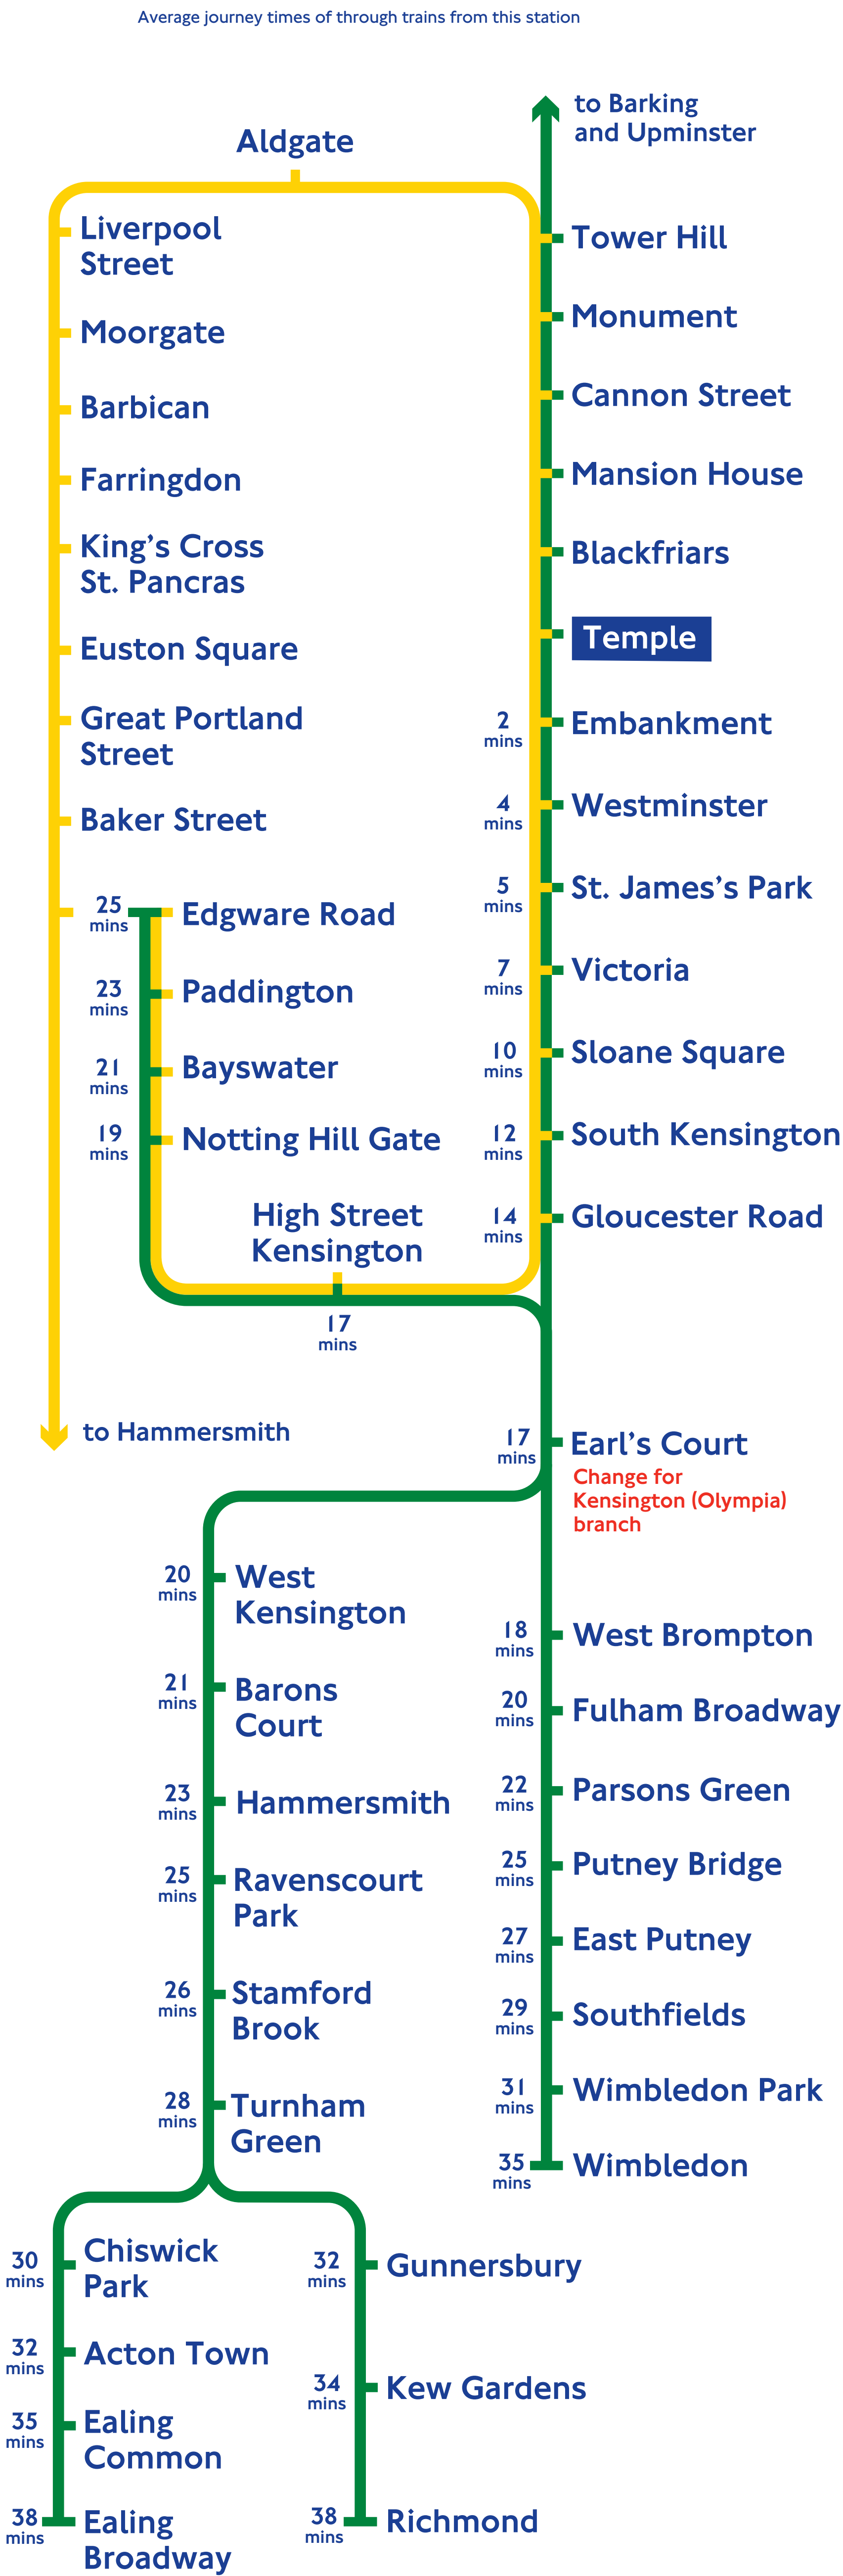 Average journey times of through trains from this station
to Barking
and Upminster
Aldgate
Liverpool
Street
Moorgate
Barbican
Farringdon
King's Cross
St. Pancras
Euston Square
Great Portland
Street
Baker Street
Tower Hill
Monument
Cannon Street
Mansion House
Blackfriars
Temple
2
mins
Embankment
4
mins
Westminster
5
mins
St. James's Park
7
mins
Victoria
10
mins
Sloane Square
12
mins
South Kensington
14
mins
Gloucester Road
25
mins
Edgware Road
23
mins
Paddington
21
mins
Bayswater
19
mins
Notting Hill Gate
High Street
Kensington
17
mins
to Hammersmith
17
mins
Earl's Court
Change for
Kensington (Olympia)
branch
20
mins
West
Kensington
21
mins
Barons
Court
23
mins
Hammersmith
25
mins
Ravenscourt
Park
26
mins
Stamford
Brook
28
mins
Turnham
Green
18
mins
West Brompton
20
mins
Fulham Broadway
22
mins
Parsons Green
25
mins
Putney Bridge
27
mins
East Putney
29
mins
Southfields
31
mins
Wimbledon Park
35
mins
Wimbledon
30
mins
Chiswick
Park
32
mins
Acton Town
35
mins
Ealing
Common
38
mins
Ealing
Broadway
32
mins
Gunnersbury
34
mins
Kew Gardens
38
mins
Richmond